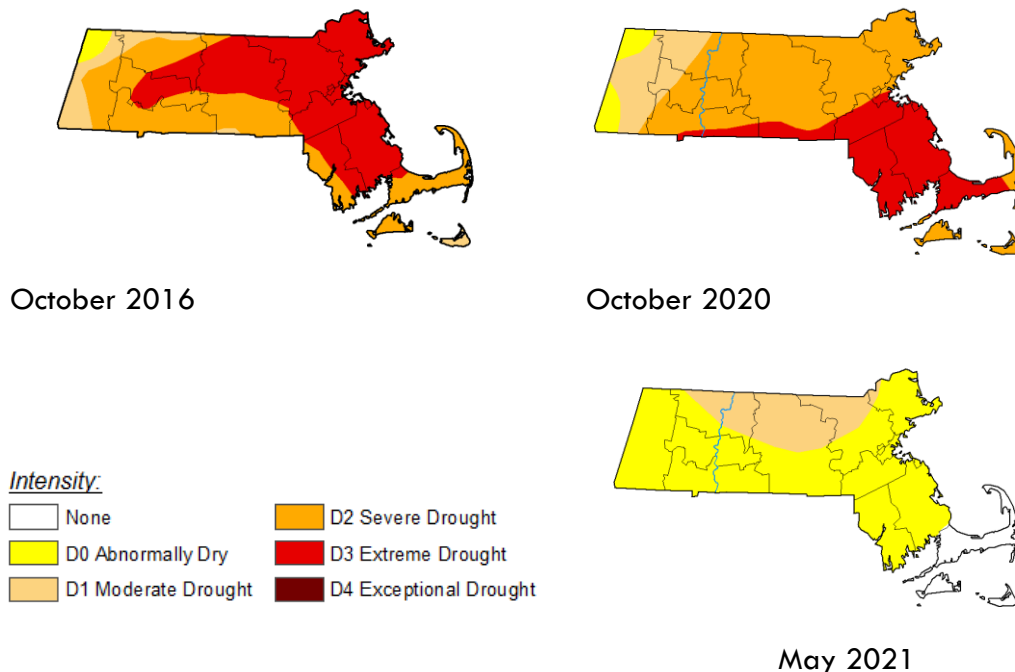 October 2016
October 2020
Intensity:
None
D0 Abnormally Dry
D1 Moderate Drought
D2 Severe Drought
D3 Extreme Drought
D4 Exceptional Drought
May 2021